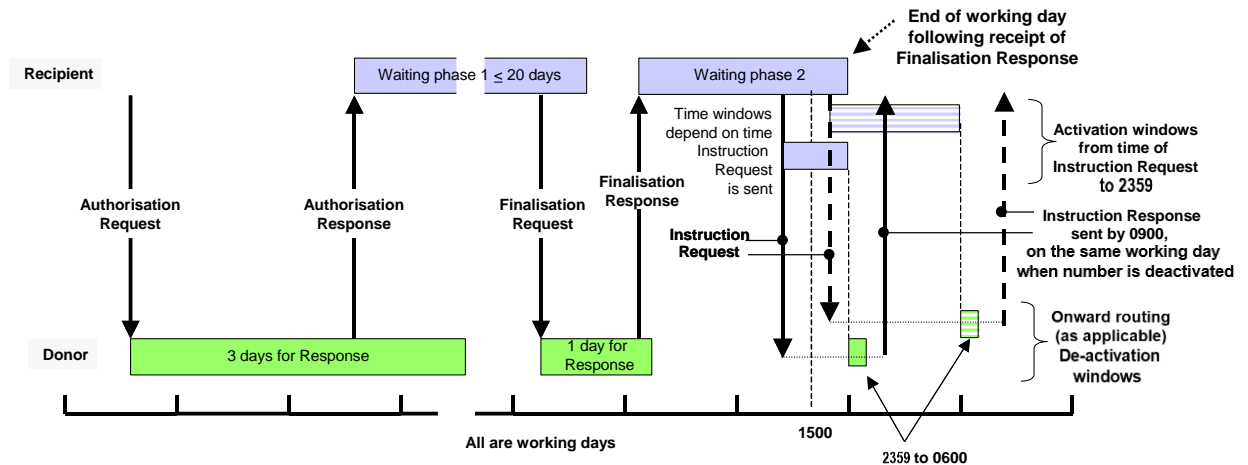 End of working day
following receipt of
Finalisation Response
Recipient
Waiting phase 1 ≤ 20 days
Waiting phase 2
Time windows
depend on time
Instruction
Request
is sent
Activation windows
from time of
Instruction Request
to 2359
Authorisation
Request
Authorisation
Response
Finalisation
Request
Finalisation
Response
Instruction
Request
Instruction Response
sent by 0900,
on the same working day
when number is deactivated
Onward routing
(as applicable)
De-activation
windows
Donor
3 days for Response
1 day for
Response
All are working days
1500
2359 to 0600